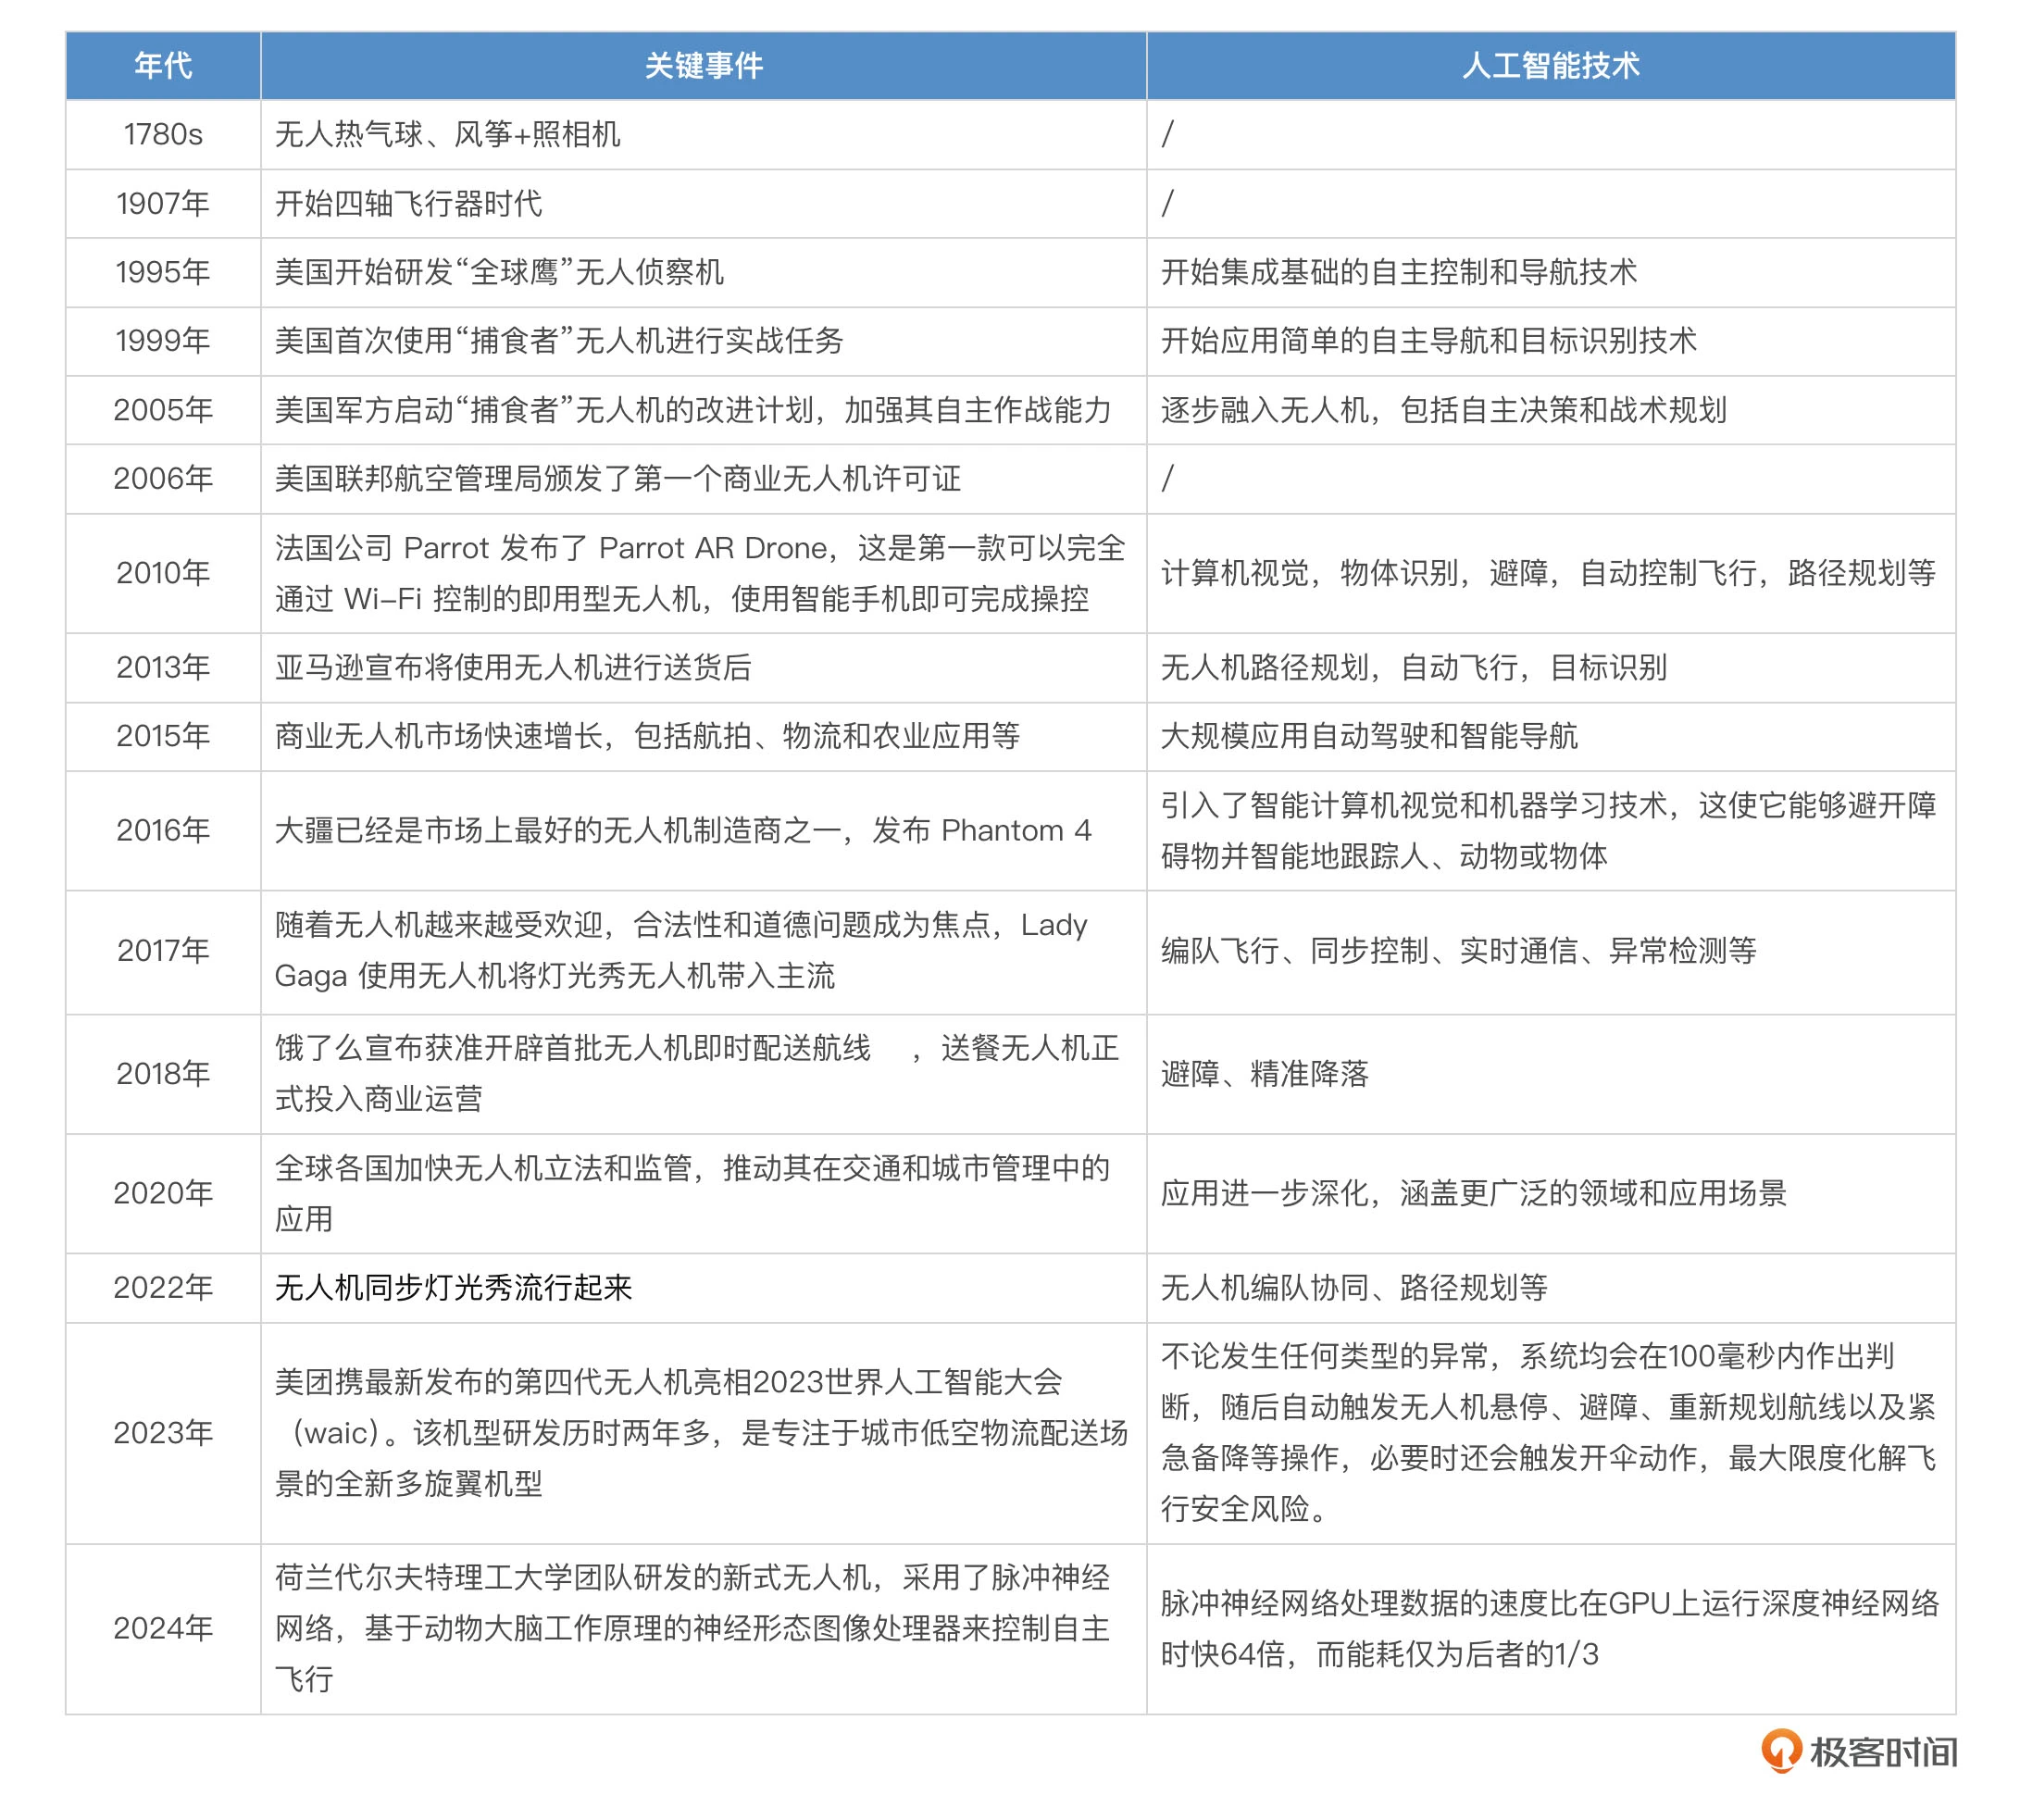 年代 关键事件 人工智能技术
1780s 无人热气球、风筝+照相机 /
1907年 开始四轴飞行器时代 /
1995年 美国开始研发“全球鹰”无人侦察机 开始集成基础的自主控制和导航技术
1999年 美国首次使用“捕食者”无人机进行实战任务 开始应用简单的自主导航和目标识别技术
2005年 美国军方启动“捕食者”无人机的改进计划，加强其自主作战能力 逐步融入无人机，包括自主决策和战术规划
2006年 美国联邦航空管理局颁发了第一个商业无人机许可证 /
2010年
法国公司 Parrot 发布了 Parrot AR Drone，这是第一款可以完全
通过 Wi-Fi 控制的即用型无人机，使用智能手机即可完成操控
计算机视觉，物体识别，避障，自动控制飞行，路径规划等
2013年 亚马逊宣布将使用无人机进行送货后 无人机路径规划，自动飞行，目标识别
2015年 商业无人机市场快速增长，包括航拍、物流和农业应用等 大规模应用自动驾驶和智能导航
2016年 大疆已经是市场上最好的无人机制造商之一，发布 Phantom 4
引入了智能计算机视觉和机器学习技术，这使它能够避开障
碍物并智能地跟踪人、动物或物体
2017年
随着无人机越来越受欢迎，合法性和道德问题成为焦点，Lady
Gaga 使用无人机将灯光秀无人机带入主流
编队飞行、同步控制、实时通信、异常检测等
2018年
饿了么宣布获准开辟首批无人机即时配送航线 ，送餐无人机正
式投入商业运营
避障、精准降落
2020年
全球各国加快无人机立法和监管，推动其在交通和城市管理中的
应用
应用进一步深化，涵盖更广泛的领域和应用场景
2022年 无人机同步灯光秀流行起来 无人机编队协同、路径规划等
2023年
美团携最新发布的第四代无人机亮相2023世界人工智能大会
（waic）。该机型研发历时两年多，是专注于城市低空物流配送场
景的全新多旋翼机型
不论发生任何类型的异常，系统均会在100毫秒内作出判
断，随后自动触发无人机悬停、避障、重新规划航线以及紧
急备降等操作，必要时还会触发开伞动作，最大限度化解飞
行安全风险。
2024年
荷兰代尔夫特理工大学团队研发的新式无人机，采用了脉冲神经
网络，基于动物大脑工作原理的神经形态图像处理器来控制自主
飞行
脉冲神经网络处理数据的速度比在GPU上运行深度神经网络
时快64倍，而能耗仅为后者的1/3
极客时间